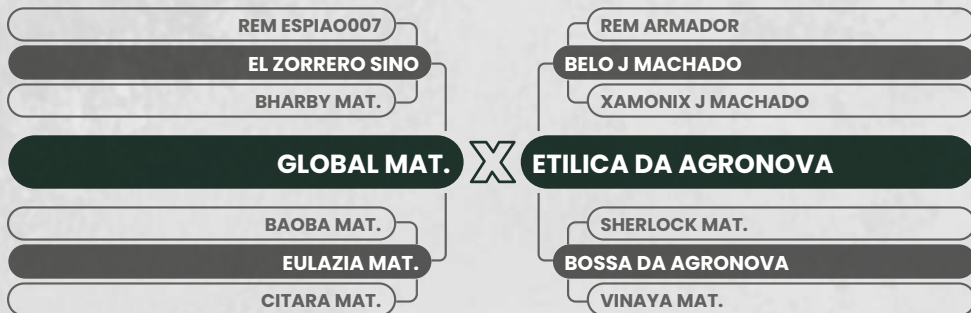 REM ESPIAO007
EL ZORRERO SINO
BHARBY MAT.
GLOBAL MAT.
BAOBA MAT.
EULAZIA MAT.
CITARA MAT.
X
REM ARMADOR
BELO J MACHADO
XAMONIX J MACHADO
ETILICA DA AGRONOVA
SHERLOCK MAT.
BOSSA DA AGRONOVA
VINAYA MAT.